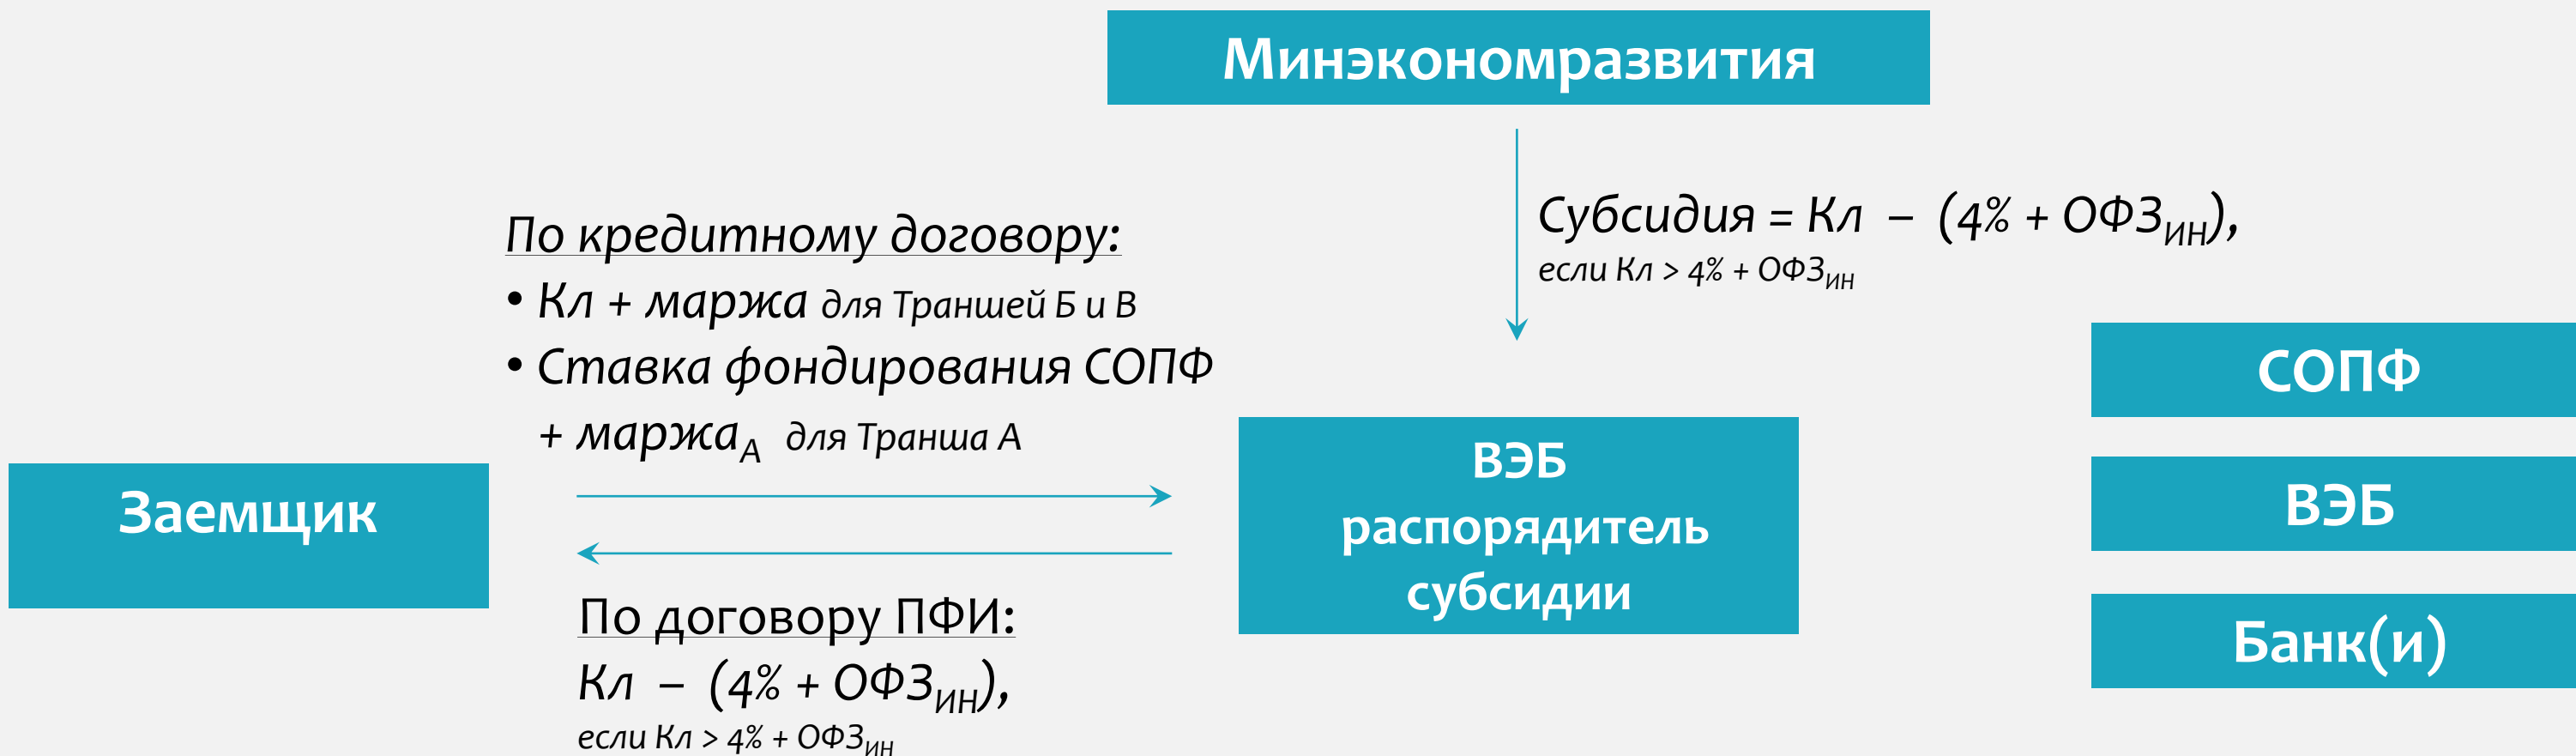 Минэкономразвития
Субсидия = Кл – (4% + ОФЗИН),
если Кл > 4% + ОФЗИН
По кредитному договору:
• Кл + маржа для Траншей Б и В
• Ставка фондирования СОПФ
+ маржаА для Транша А
Заемщик
ВЭБ
распорядитель
субсидии
СОПФ
ВЭБ
Банк(и)
По договору ПФИ:
Кл – (4% + ОФЗИН),
если Кл > 4% + ОФЗИН